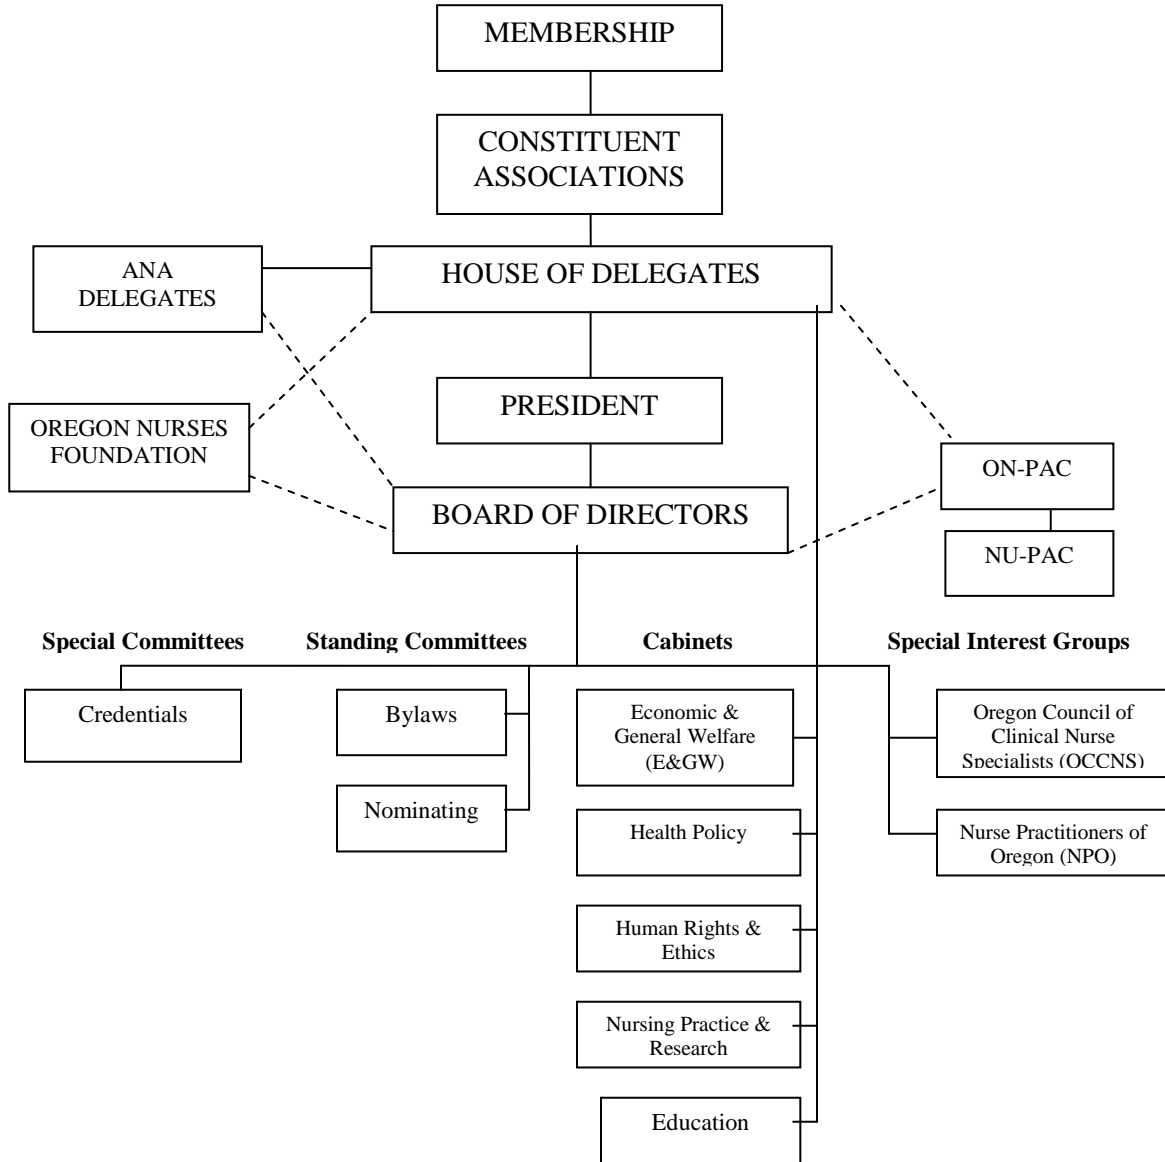 MEMBERSHIP
CONSTITUENT
ASSOCIATIONS
ANA
DELEGATES
HOUSE OF DELEGATES
PRESIDENT
OREGON NURSES
FOUNDATION
ON-PAC
BOARD OF DIRECTORS
NU-PAC
Special Committees
Standing Committees
Cabinets
Special Interest Groups
Credentials
Bylaws
Nominating
Economic &
General Welfare
(E&GW)
Health Policy
Human Rights &
Ethics
Nursing Practice &
Research
Education
Oregon Council of
Clinical Nurse
Specialists (OCCNS)
Nurse Practitioners of
Oregon (NPO)